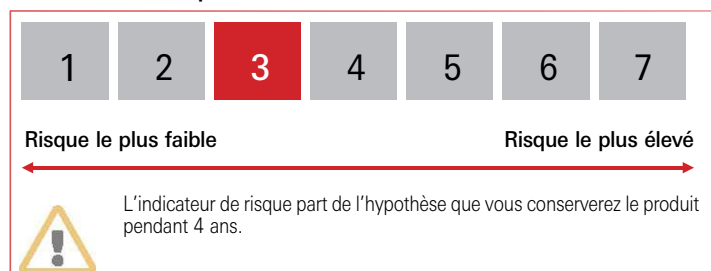 1 2 3 4 5 6 7
Risque le plus faible Risque le plus élevé
L'indicateur de risque part de l'hypothèse que vous conserverez le produit
pendant 4 ans.